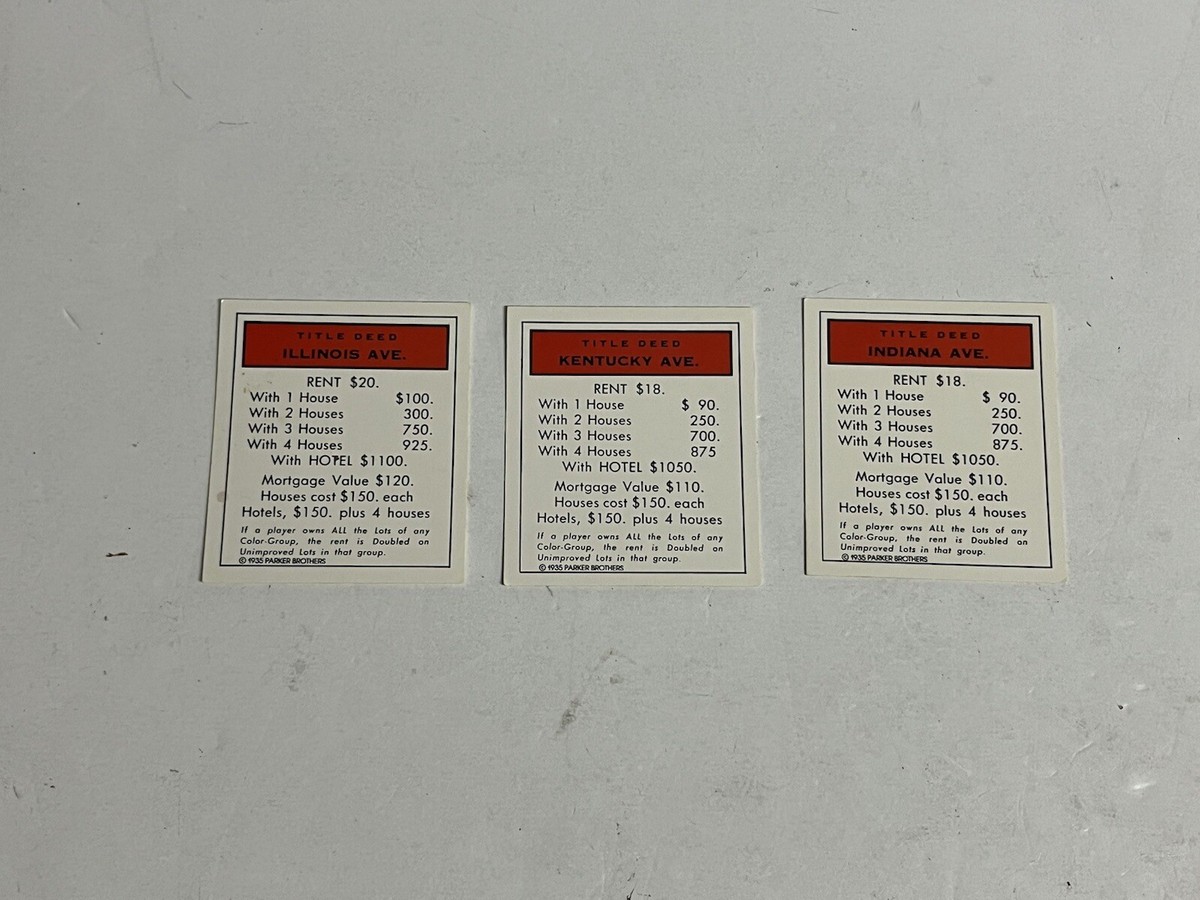 TITLE DEED
ILLINOIS AVE.
RENT $20.
With 1 House $100.
With 2 Houses 300.
With 3 Houses 750.
With 4 Houses 925.
With HOTEL $1100.
Mortgage Value $120.
Houses cost $150. each
Hotels, $150. plus 4 houses
If a player owns ALL the Lots of any
Color-Group, the rent is Doubled on
Unimproved Lots in that group.
© 1935 PARKER BROTHERS
TITLE DEED
KENTUCKY AVE.
RENT $18.
With 1 House $ 90.
With 2 Houses 250.
With 3 Houses 700.
With 4 Houses 875
With HOTEL $1050.
Mortgage Value $110.
Houses cost $150. each
Hotels, $150. plus 4 houses
If a player owns ALL the Lots of any
Color-Group, the rent is Doubled on
Unimproved Lots in that group.
© 1935 PARKER BROTHERS
TITLE DEED
INDIANA AVE.
RENT $18.
With 1 House $ 90.
With 2 Houses 250.
With 3 Houses 700.
With 4 Houses 875.
With HOTEL $1050.
Mortgage Value $110.
Houses cost $150. each
Hotels, $150. plus 4 houses
If a player owns ALL the Lots of any
Color-Group, the rent is Doubled on
Unimproved Lots in that group.
© 1935 PARKER BROTHERS